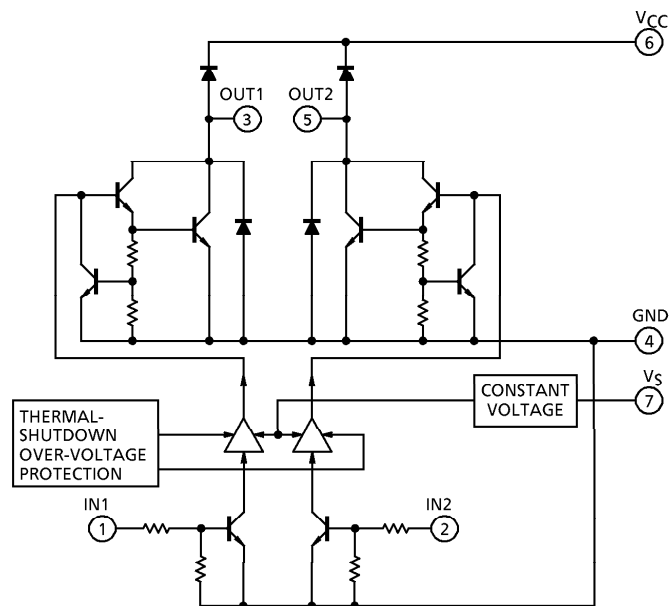 VCC
6
OUT1
OUT2
3
5
GND
4
VS
7
CONSTANT
VOLTAGE
THERMAL-
SHUTDOWN
OVER-VOLTAGE
PROTECTION
IN1
IN2
1
2